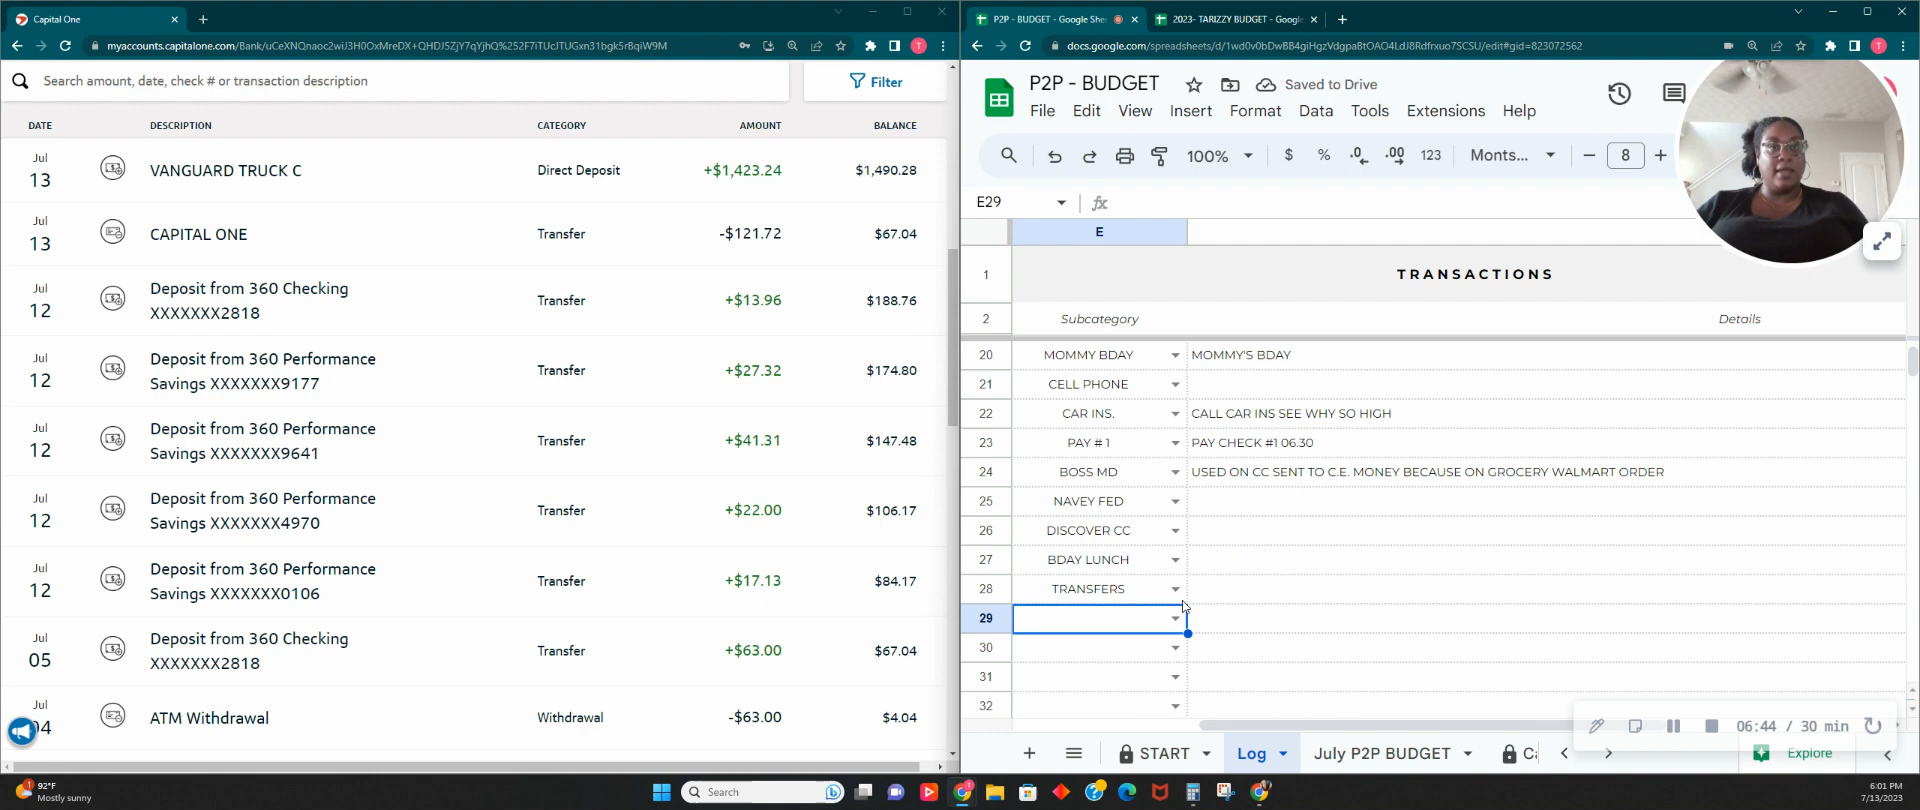 Capital One
P2P - BUDGET - Google She
2023- TARIZZY BUDGET - Google
docs.google.com/spreadsheets/d/1wd0v0bDwBB4giHgzVdgpaBtOAO4LdJ8Rdfrxuo7SCSU/edit#gid=823072562
T
T
Search amount, date, check # or transaction description
Filter
DATE DESCRIPTION CATEGORY AMOUNT BALANCE
Jul
13 VANGUARD TRUCK C Direct Deposit +$1,423.24 $1,490.28
Jul
13 CAPITAL ONE Transfer -$121.72 $67.04
Jul
12 Deposit from 360 Checking
XXXXXXX2818 Transfer +$13.96 $188.76
Jul
12 Deposit from 360 Performance
Savings XXXXXXX9177 Transfer +$27.32 $174.80
Jul
12 Deposit from 360 Performance
Savings XXXXXXX9641 Transfer +$41.31 $147.48
Jul
12 Deposit from 360 Performance
Savings XXXXXXX4970 Transfer +$22.00 $106.17
Jul
12 Deposit from 360 Performance
Savings XXXXXXX0106 Transfer +$17.13 $84.17
Jul
05 Deposit from 360 Checking
XXXXXXX2818 Transfer +$63.00 $67.04
Jul
04 ATM Withdrawal Withdrawal -$63.00 $4.04
P2P - BUDGET
Saved to Drive
File Edit View Insert Format Data Tools Extensions Help
100% $ % .0 .00 123 Monts... 8
E29 fx
E
1 TRANSACTIONS
2 Subcategory Details
20 MOMMY BDAY MOMMY'S BDAY
21 CELL PHONE
22 CAR INS. CALL CAR INS SEE WHY SO HIGH
23 PAY # 1 PAY CHECK #1 06.30
24 BOSS MD USED ON CC SENT TO C.E. MONEY BECAUSE ON GROCERY WALMART ORDER
25 NAVEY FED
26 DISCOVER CC
27 BDAY LUNCH
28 TRANSFERS
29
30
31
32
06:44 / 30 min
START Log July P2P BUDGET Explore
92°F
Mostly sunny
Search
6:01 PM
7/13/2023